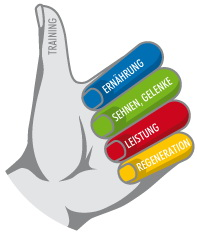 TRAINING
ERNÄHRUNG
SEHNEN, GELENKE
LEISTUNG
REGENERATION